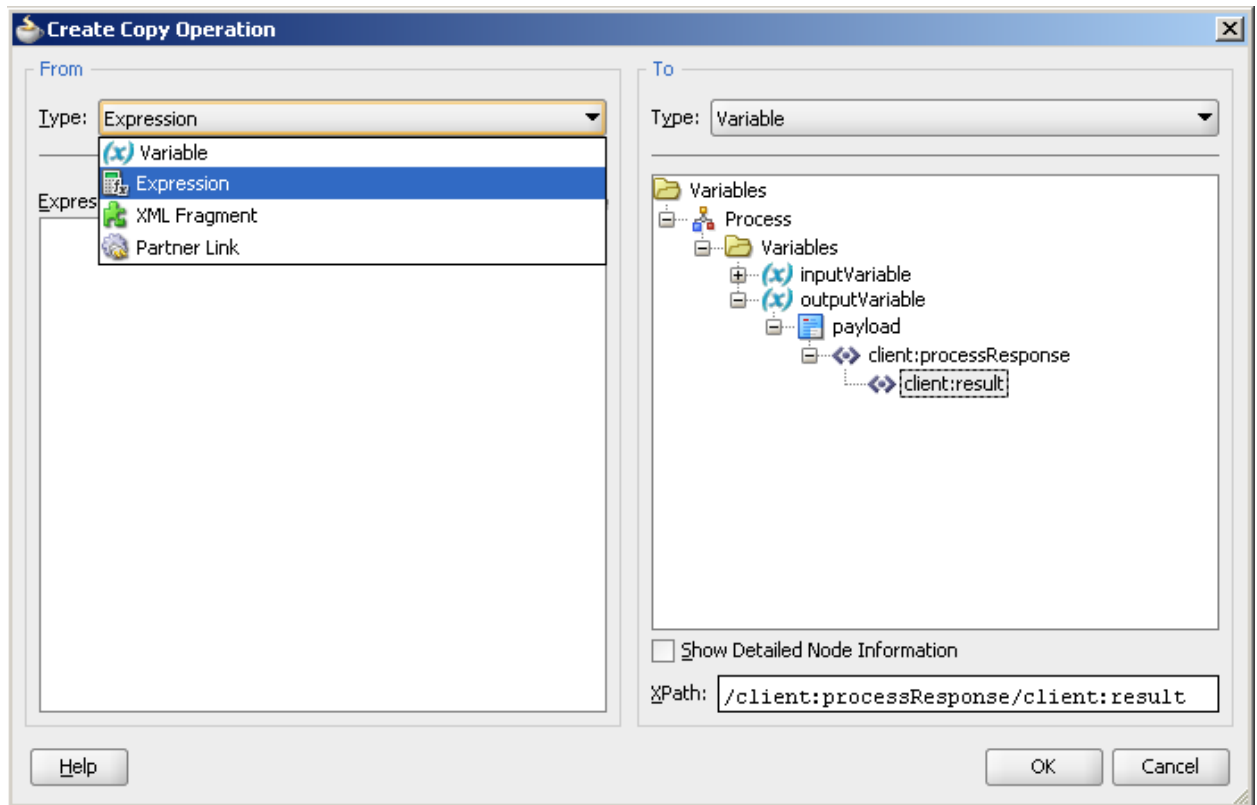 Create Copy Operation
From
Type: Expression
(x) Variable
Expression
XML Fragment
Partner Link
Expres
To
Type: Variable
Variables
Process
Variables
(x) inputVariable
(x) outputVariable
payload
client:processResponse
client:result
Show Detailed Node Information
XPath: /client:processResponse/client:result
Help
OK
Cancel